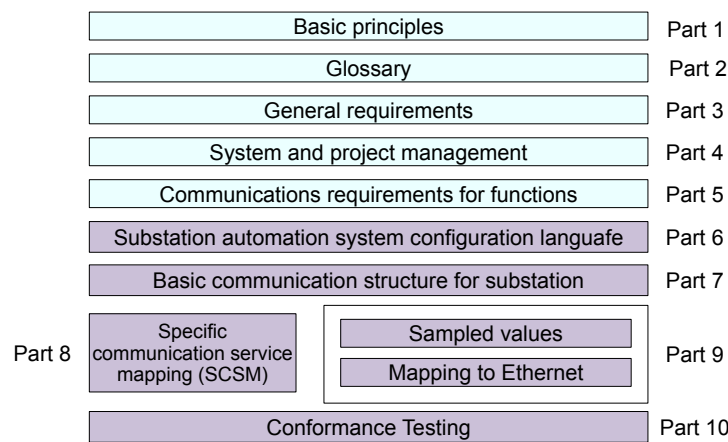 Basic principles Part 1
Glossary Part 2
General requirements Part 3
System and project management Part 4
Communications requirements for functions Part 5
Substation automation system configuration languafe Part 6
Basic communication structure for substation Part 7
Part 8
Specific
communication service
mapping (SCSM)
Sampled values
Mapping to Ethernet
Part 9
Conformance Testing Part 10